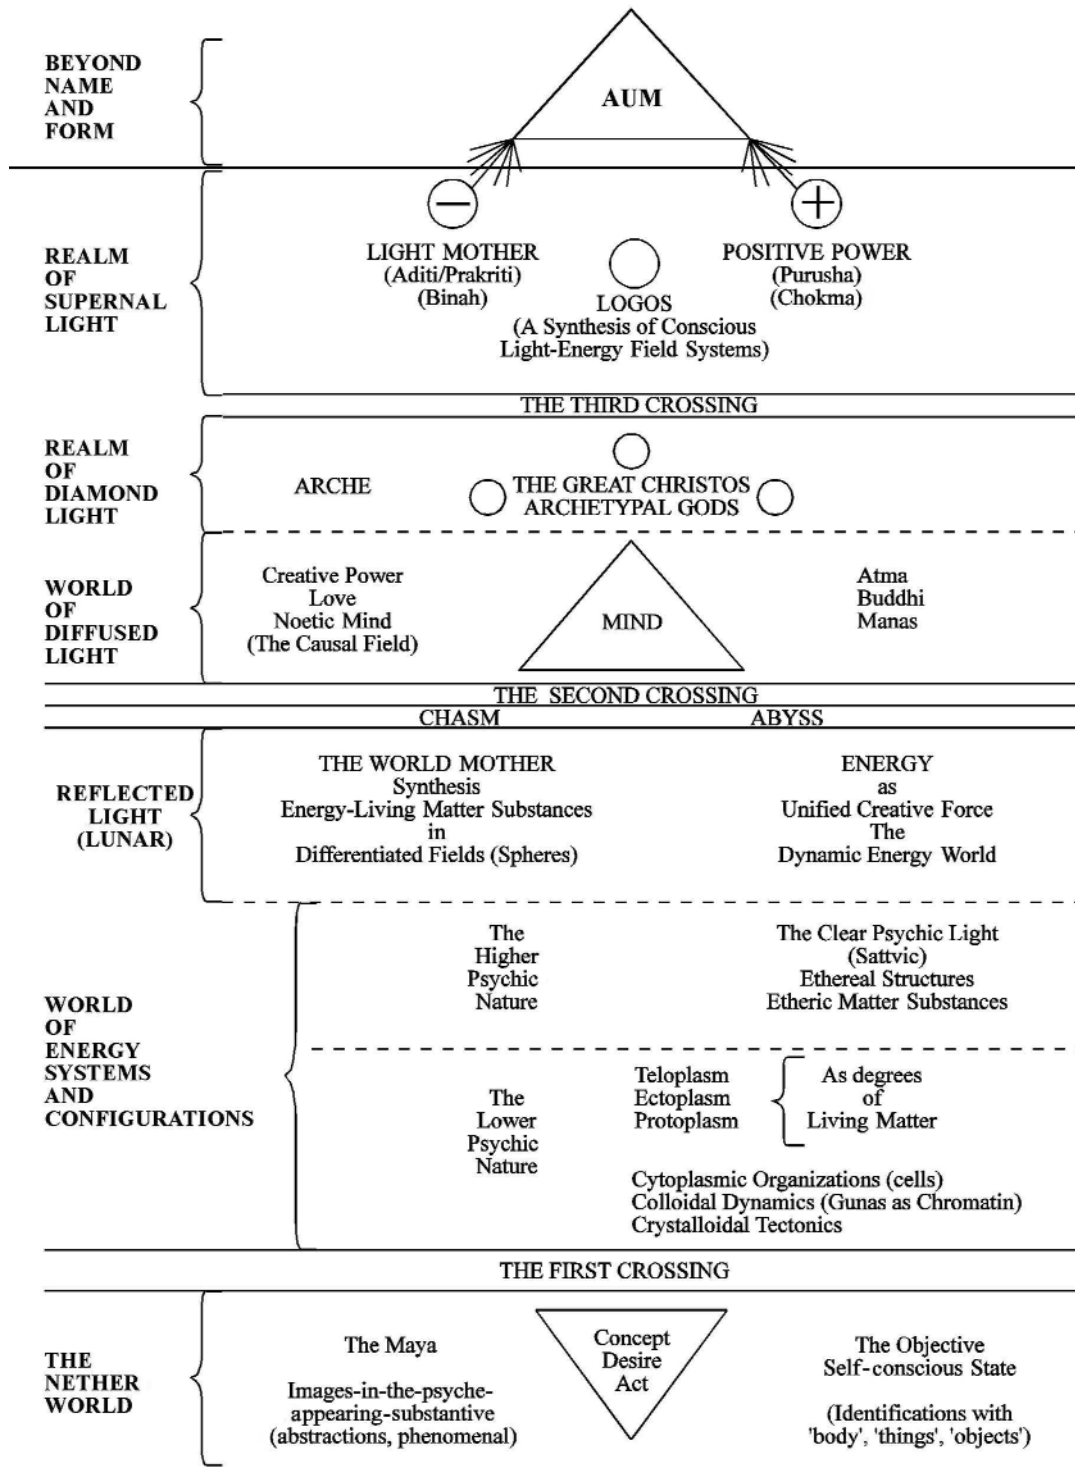 BEYOND
NAME
AND
FORM
AUM
REALM
OF
SUPERNAL
LIGHT
−
LIGHT MOTHER
(Aditi/Prakriti)
(Binah)
LOGOS
(A Synthesis of Conscious
Light-Energy Field Systems)
+
POSITIVE POWER
(Purusha)
(Chokma)
THE THIRD CROSSING
REALM
OF
DIAMOND
LIGHT
ARCHE
THE GREAT CHRISTOS
ARCHETYPAL GODS
WORLD
OF
DIFFUSED
LIGHT
Creative Power
Love
Noetic Mind
(The Causal Field)
MIND
Atma
Buddhi
Manas
THE SECOND CROSSING
CHASM
ABYSS
REFLECTED
LIGHT
(LUNAR)
THE WORLD MOTHER
Synthesis
Energy-Living Matter Substances
in
Differentiated Fields (Spheres)
ENERGY
as
Unified Creative Force
The
Dynamic Energy World
WORLD
OF
ENERGY
SYSTEMS
AND
CONFIGURATIONS
The
Higher
Psychic
Nature
The Clear Psychic Light
(Sattvic)
Ethereal Structures
Etheric Matter Substances
The
Lower
Psychic
Nature
Teloplasm
Ectoplasm
Protoplasm
As degrees
of
Living Matter
Cytoplasmic Organizations (cells)
Colloidal Dynamics (Gunas as Chromatin)
Crystalloidal Tectonics
THE FIRST CROSSING
THE
NETHER
WORLD
The Maya
Images-in-the-psyche-
appearing-substantive
(abstractions, phenomenal)
Concept
Desire
Act
The Objective
Self-conscious State
(Identifications with
'body', 'things', 'objects')